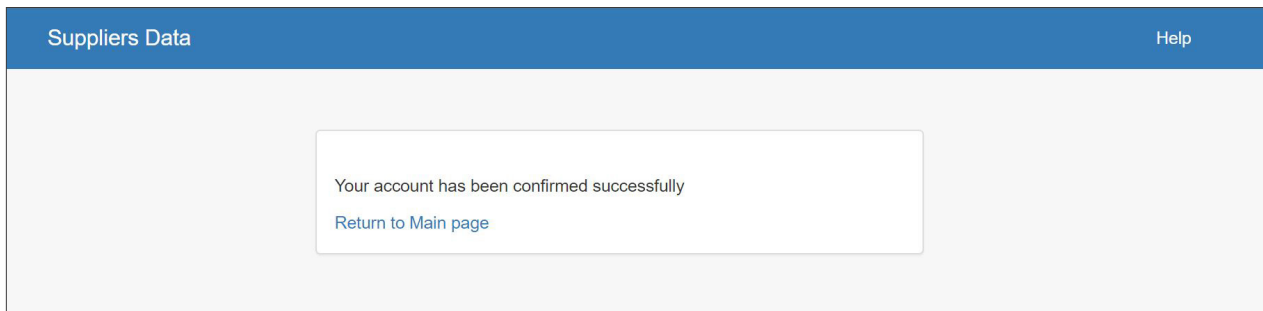 Suppliers Data
Help
Your account has been confirmed successfully
Return to Main page